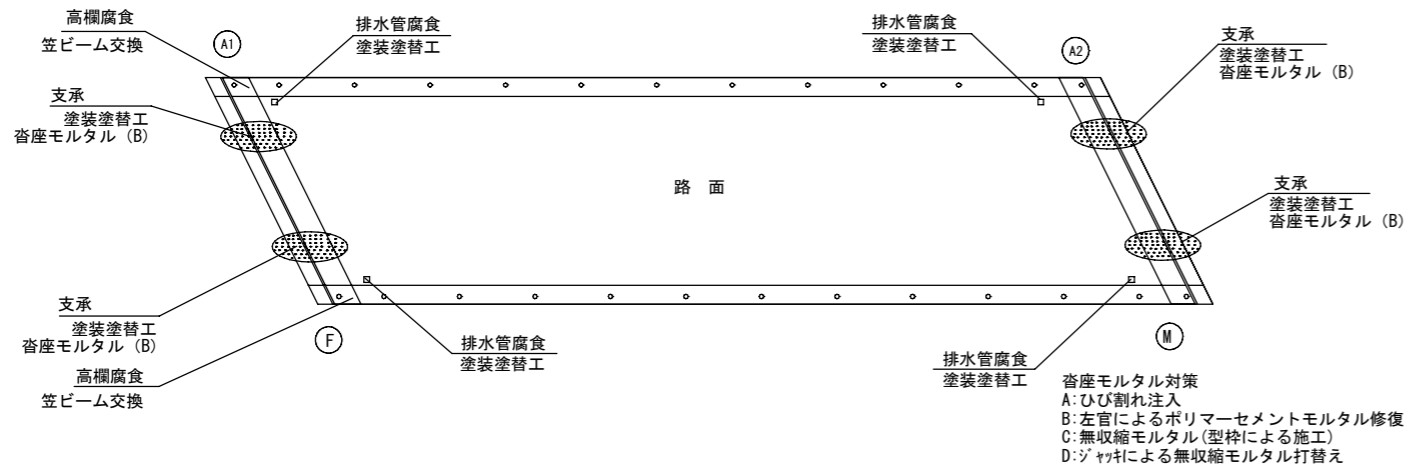 高欄腐食
笠ビーム交換
A1
排水管腐食
塗装塗替工
排水管腐食
塗装塗替工
A2
支承
塗装塗替工
沓座モルタル (B)
支承
塗装塗替工
沓座モルタル (B)
路 面
支承
塗装塗替工
沓座モルタル (B)
支承
塗装塗替工
沓座モルタル (B)
F
高欄腐食
笠ビーム交換
排水管腐食
塗装塗替工
排水管腐食
塗装塗替工
M
沓座モルタル対策
A:ひび割れ注入
B:左官によるポリマーセメントモルタル修復
C:無収縮モルタル(型枠による施工)
D:ジャッキによる無収縮モルタル打替え